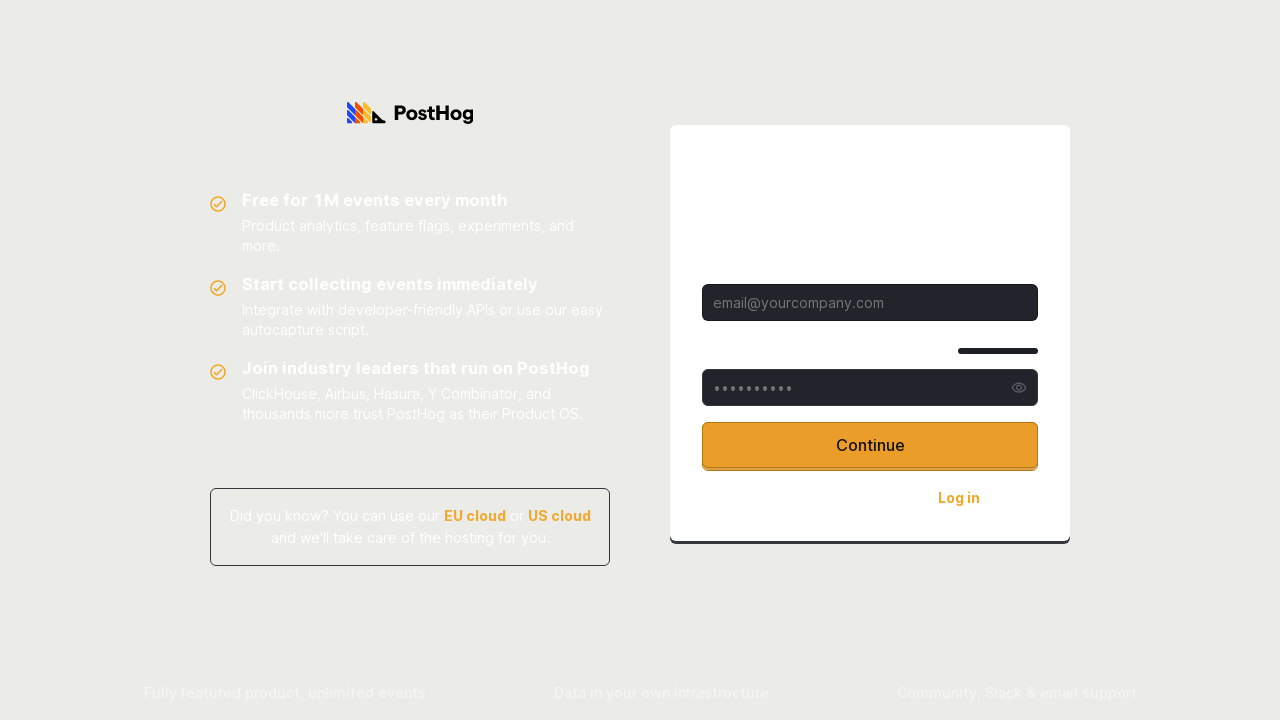 PostHog
Free for 1M events every month
Product analytics, feature flags, experiments, and
more.
Start collecting events immediately
Integrate with developer-friendly APIs or use our easy
autocapture script.
Join industry leaders that run on PostHog
ClickHouse, Airbus, Hasura, Y Combinator, and
thousands more trust PostHog as their Product OS.
Did you know? You can use our EU cloud or US cloud
and we'll take care of the hosting for you.
email@yourcompany.com
Continue
Log in
Fully featured product, unlimited events
Data in your own infrastructure
Community, Slack & email support